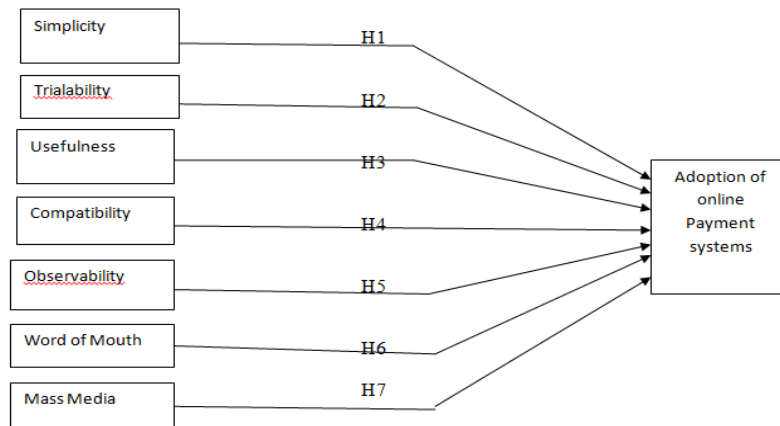 Simplicity
H1
Trialability
H2
Usefulness
H3
Compatibility
H4
Observability
H5
Word of Mouth
H6
Mass Media
H7
Adoption of
online
Payment
systems